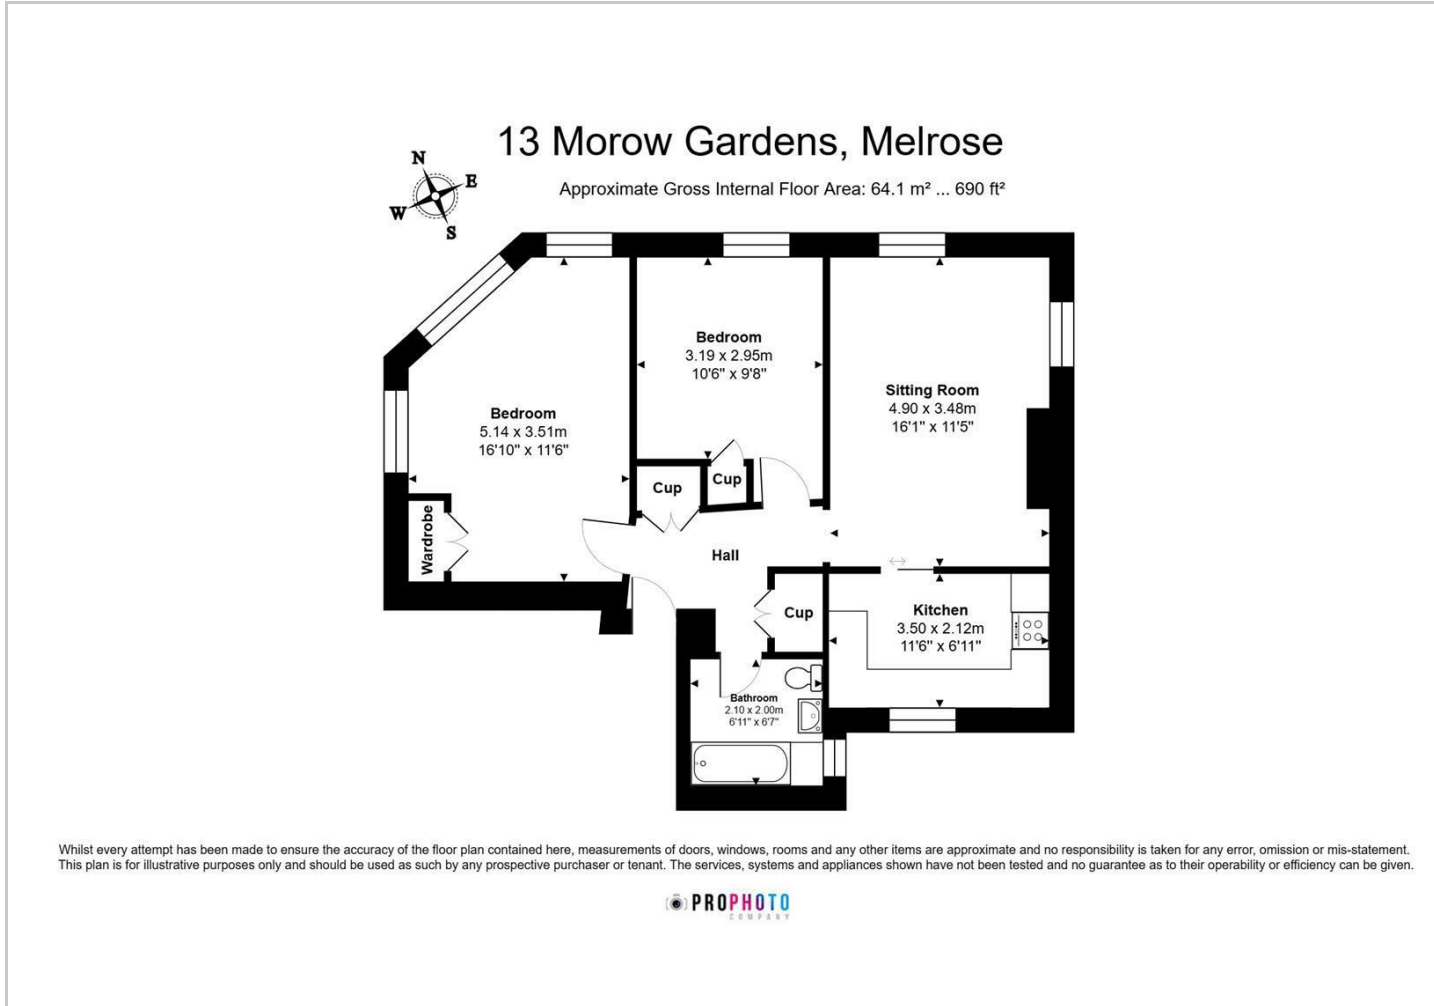 13 Morow Gardens, Melrose
Approximate Gross Internal Floor Area: 64.1 m² ... 690 ft²
N
E
W
S
Bedroom
3.19 x 2.95m
10'6" x 9'8"
Sitting Room
4.90 x 3.48m
16'1" x 11'5"
Bedroom
5.14 x 3.51m
16'10" x 11'6"
Cup
Cup
Wardrobe
Hall
Cup
Kitchen
3.50 x 2.12m
11'6" x 6'11"
Bathroom
2.10 x 2.00m
6'11" x 6'7"
Whilst every attempt has been made to ensure the accuracy of the floor plan contained here, measurements of doors, windows, rooms and any other items are approximate and no responsibility is taken for any error, omission or mis-statement.
This plan is for illustrative purposes only and should be used as such by any prospective purchaser or tenant. The services, systems and appliances shown have not been tested and no guarantee as to their operability or efficiency can be given.
PROPHOTO
COMPANY